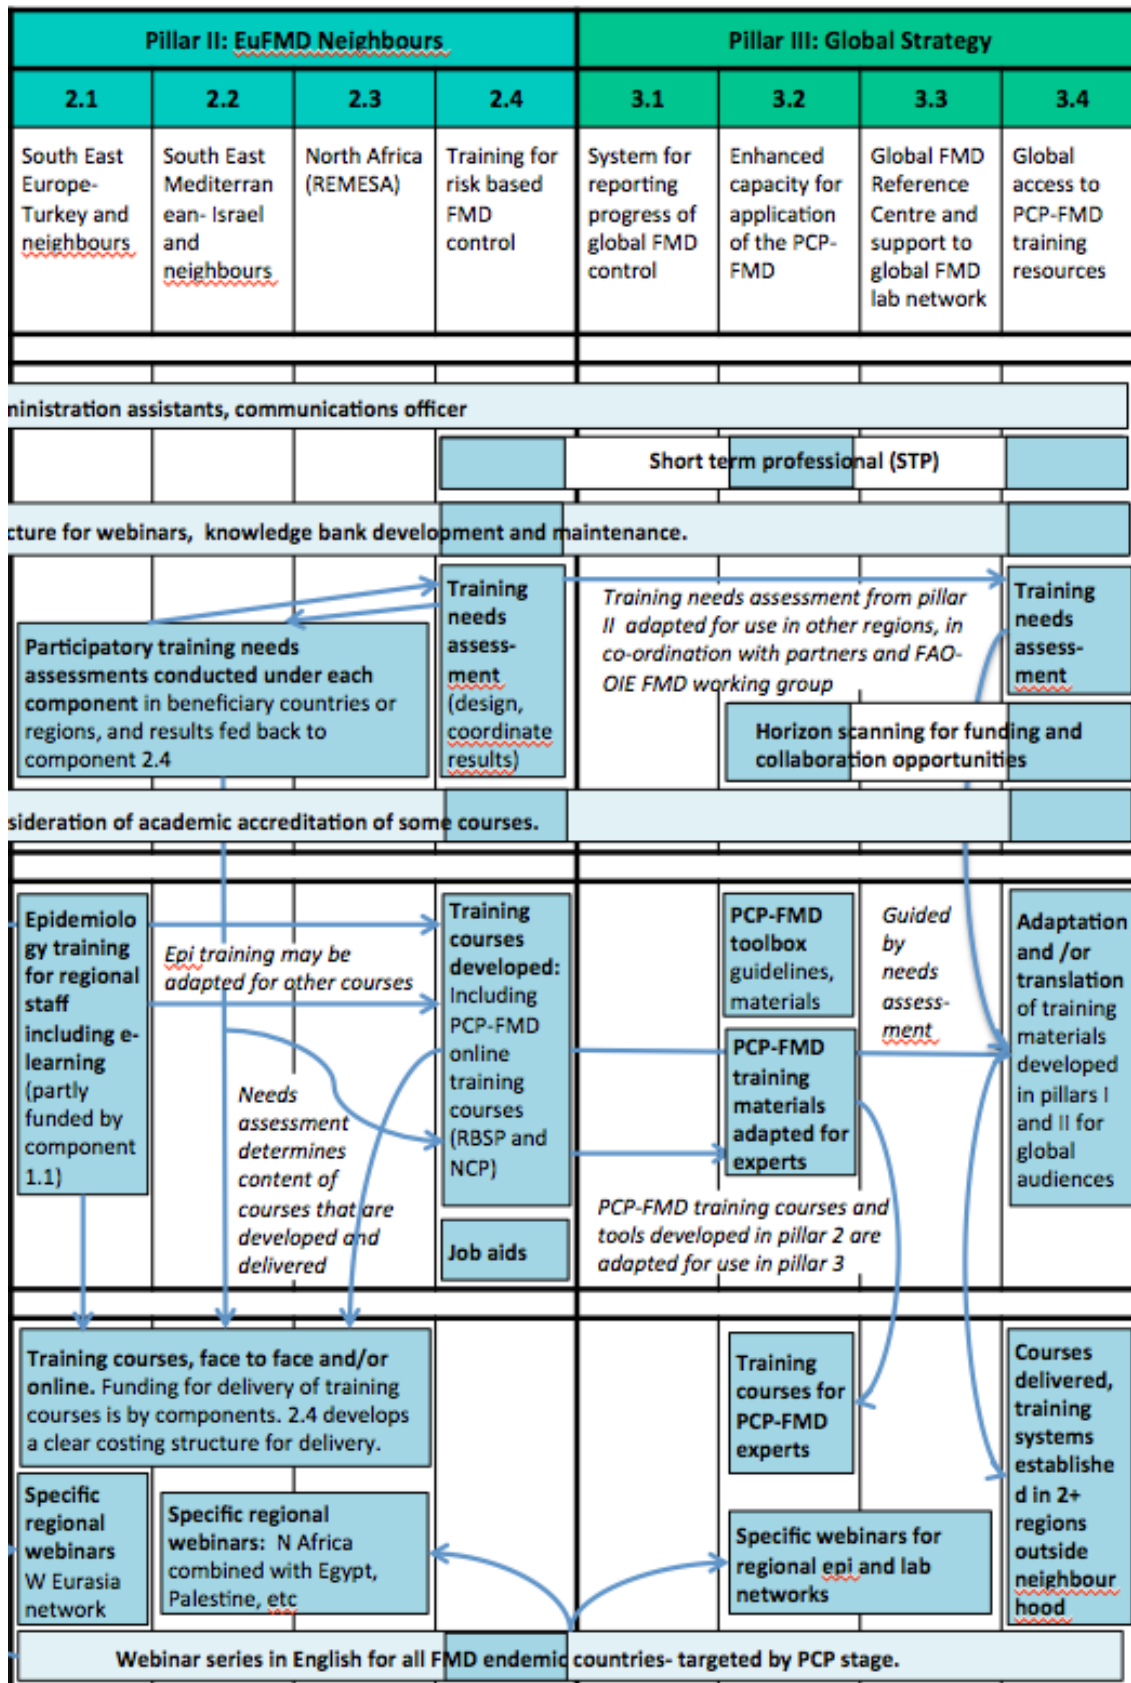 Pillar II: EuFMD Neighbours
Pillar III: Global Strategy
2.1
2.2
2.3
2.4
3.1
3.2
3.3
3.4
South East
Europe-
Turkey and
neighbours
South East
Mediterran
ean- Israel
and
neighbours
North Africa
(REMESA)
Training for
risk based
FMD
control
System for
reporting
progress of
global FMD
control
Enhanced
capacity for
application
of the PCP-
FMD
Global FMD
Reference
Centre and
support to
global FMD
lab network
Global
access to
PCP-FMD
training
resources
ministration assistants, communications officer
Short term professional (STP)
cture for webinars,  knowledge bank development and maintenance.
Participatory training needs
assessments conducted under each
component in beneficiary countries or
regions, and results fed back to
component 2.4
Training
needs
assess-
ment
(design,
coordinate
results)
Training needs assessment from pillar
II  adapted for use in other regions, in
co-ordination with partners and FAO-
OIE FMD working group
Training
needs
assess-
ment
Horizon scanning for funding and
collaboration opportunities
sideration of academic accreditation of some courses.
Epidemiolo
gy training
for regional
staff
including e-
learning
(partly
funded by
component
1.1)
Epi training may be
adapted for other courses
Needs
assessment
determines
content of
courses that are
developed and
delivered
Training
courses
developed:
Including
PCP-FMD
online
training
courses
(RBSP and
NCP)
Job aids
PCP-FMD
toolbox
guidelines,
materials
PCP-FMD
training
materials
adapted for
experts
Guided
by
needs
assess-
ment
PCP-FMD training courses and
tools developed in pillar 2 are
adapted for use in pillar 3
Adaptation
and /or
translation
of training
materials
developed
in pillars I
and II for
global
audiences
Training courses, face to face and/or
online. Funding for delivery of training
courses is by components. 2.4 develops
a clear costing structure for delivery.
Training
courses for
PCP-FMD
experts
Courses
delivered,
training
systems
establishe
d in 2+
regions
outside
neighbour
hood
Specific
regional
webinars
W Eurasia
network
Specific regional
webinars:  N Africa
combined with Egypt,
Palestine, etc
Specific webinars for
regional epi and lab
networks
Webinar series in English for all FMD endemic countries- targeted by PCP stage.